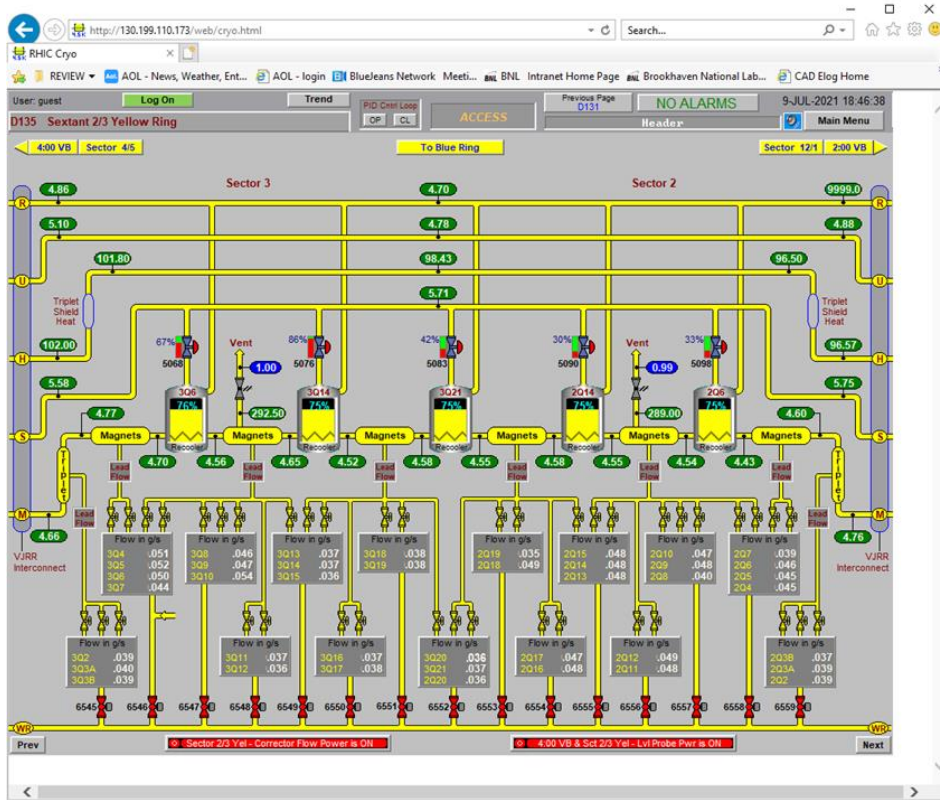 http://130.199.110.173/web/cryo.html
Search...
RHIC Cryo
REVIEW
AOL - News, Weather, Ent...
AOL - login
BlueJeans Network Meeti...
BNL Intranet Home Page
Brookhaven National Lab...
CAD Elog Home
User: guest
Log On
Trend
PID Cntrl Loop
OP CL
ACCESS
Previous Page
D131
NO ALARMS
9-JUL-2021 18:46:38
D135 Sextant 2/3 Yellow Ring
Header
Main Menu
4:00 VB Sector 4/5
To Blue Ring
Sector 12/1 2:00 VB
Sector 3
Sector 2
4.86 4.70 9999.0
R R
5.10 4.78 4.88
101.80 98.43 96.50
U U
5.71
Triplet
Shield
Heat
Triplet
Shield
Heat
67% 86% 42% 30% 33%
Vent Vent
102.00 96.57
H H
5068 5076 5083 5090 5098
1.00 0.99
5.58 5.75
3Q6 3Q14 3Q21 2Q14 2Q6
76% 75% 75% 75% 75%
4.77 292.50 289.00 4.60
S S
Magnets Magnets Magnets Magnets Magnets Magnets
Recooler Recooler Recooler Recooler Recooler
4.70 4.56 4.65 4.52 4.58 4.55 4.58 4.55 4.54 4.43
Triplet Triplet
Lead
Flow
Lead
Flow
Lead
Flow
Lead
Flow
Lead
Flow
Lead
Flow
Lead
Flow
Lead
Flow
M M
4.66 4.76
VJRR
Interconnect
VJRR
Interconnect
Flow in g/s
3Q4 .051
3Q5 .052
3Q6 .050
3Q7 .044
3Q8 .046
3Q9 .047
3Q10 .054
Flow in g/s
3Q13 .037
3Q14 .037
3Q15 .036
Flow in g/s
3Q18 .038
3Q19 .038
Flow in g/s
2Q19 .035
2Q18 .049
Flow in g/s
2Q15 .048
2Q14 .048
2Q13 .048
2Q10 .047
2Q9 .048
2Q8 .040
Flow in g/s
2Q7 .039
2Q6 .046
2Q5 .045
2Q4 .045
Flow in g/s
3Q2 .039
3Q3A .040
3Q3B .039
Flow in g/s
3Q11 .037
3Q12 .036
Flow in g/s
3Q16 .037
3Q17 .038
Flow in g/s
3Q20 .036
3Q21 .037
2Q20 .036
Flow in g/s
2Q17 .047
2Q16 .048
Flow in g/s
2Q12 .049
2Q11 .048
Flow in g/s
2Q3B .037
2Q3A .039
2Q2 .039
6545 6546 6547 6548 6549 6550 6551 6552 6553 6554 6555 6556 6557 6558 6559
WR WR
Prev
Sector 2/3 Yel - Corrector Flow Power is ON
4:00 VB & Sct 2/3 Yel - Lvl Probe Pwr is ON
Next